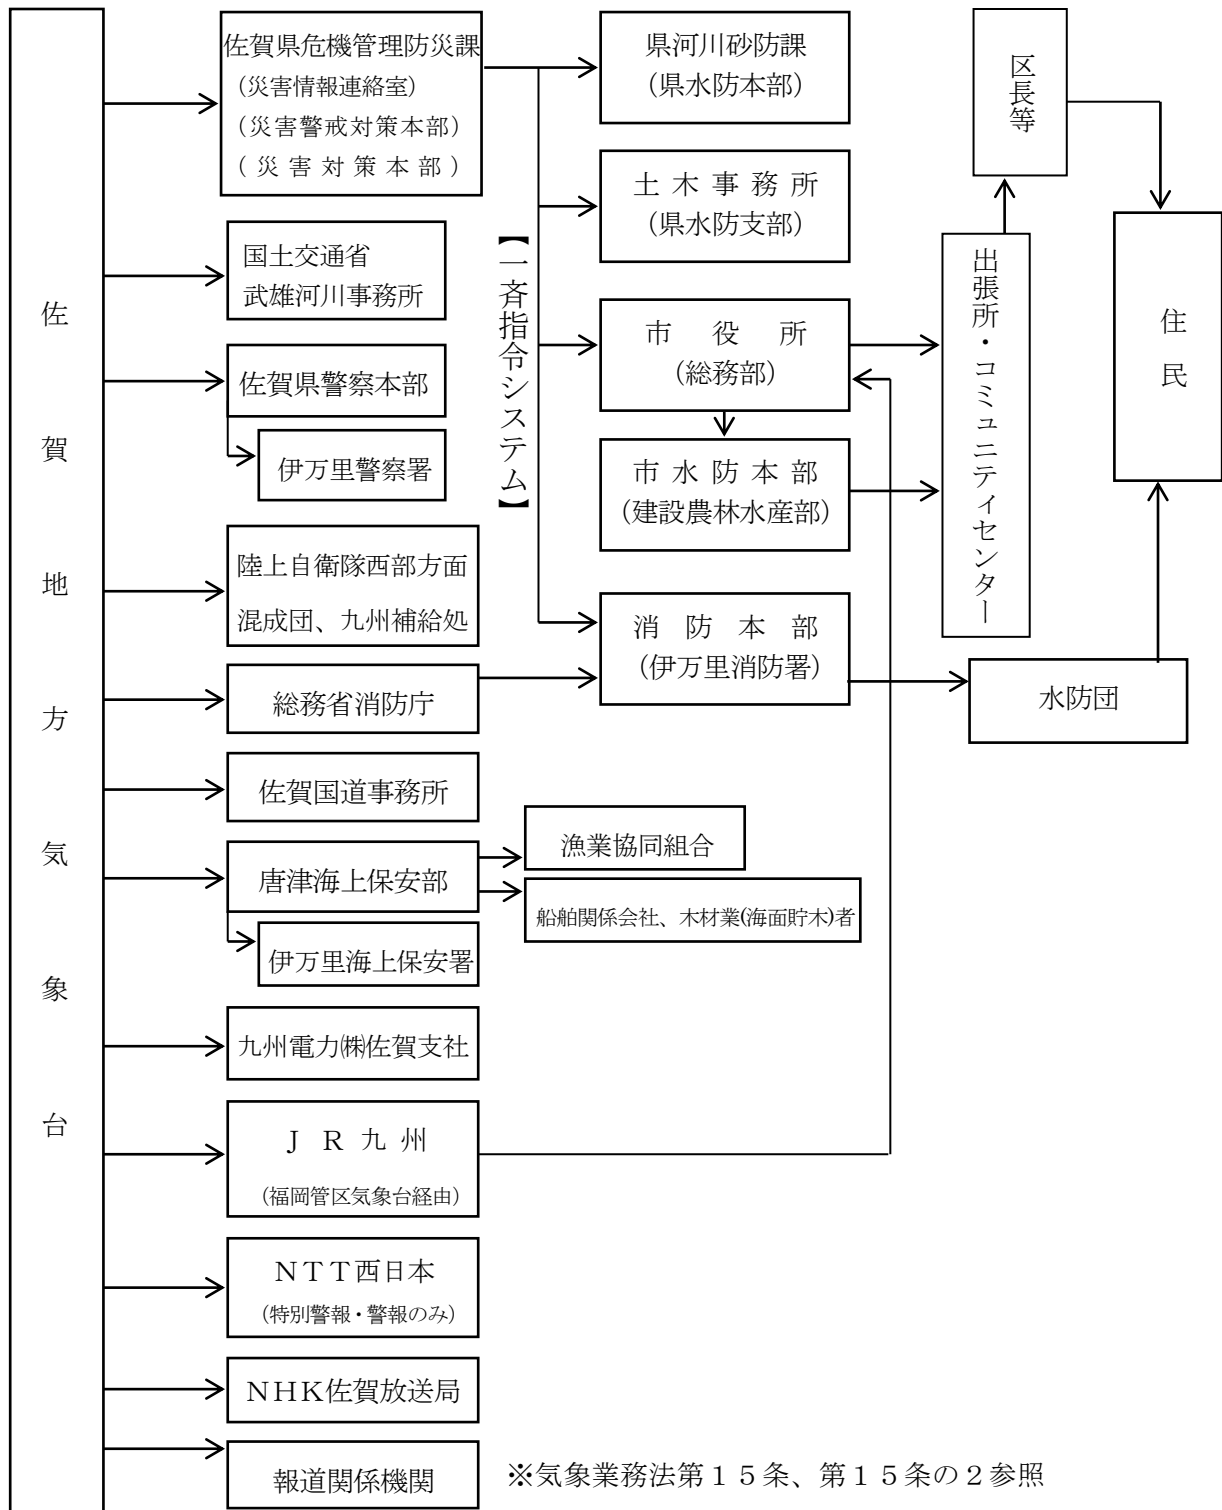 佐賀地方気象台
佐賀県危機管理防災課
(災害情報連絡室)
(災害警戒対策本部)
(災害対策本部)
国土交通省
武雄河川事務所
佐賀県警察本部
伊万里警察署
陸上自衛隊西部方面
混成団、九州補給処
総務省消防庁
佐賀国道事務所
唐津海上保安部
伊万里海上保安署
九州電力㈱佐賀支社
JR九州
(福岡管区気象台経由)
NTT西日本
(特別警報・警報のみ)
NHK佐賀放送局
報道関係機関
【一斉指令システム】
県河川砂防課
(県水防本部)
土木事務所
(県水防支部)
市役所
(総務部)
市水防本部
(建設農林水産部)
消防本部
(伊万里消防署)
漁業協同組合
船舶関係会社、木材業(海面貯木)者
区長等
出張所・コミュニティセンター
水防団
住民
※気象業務法第15条、第15条の2参照